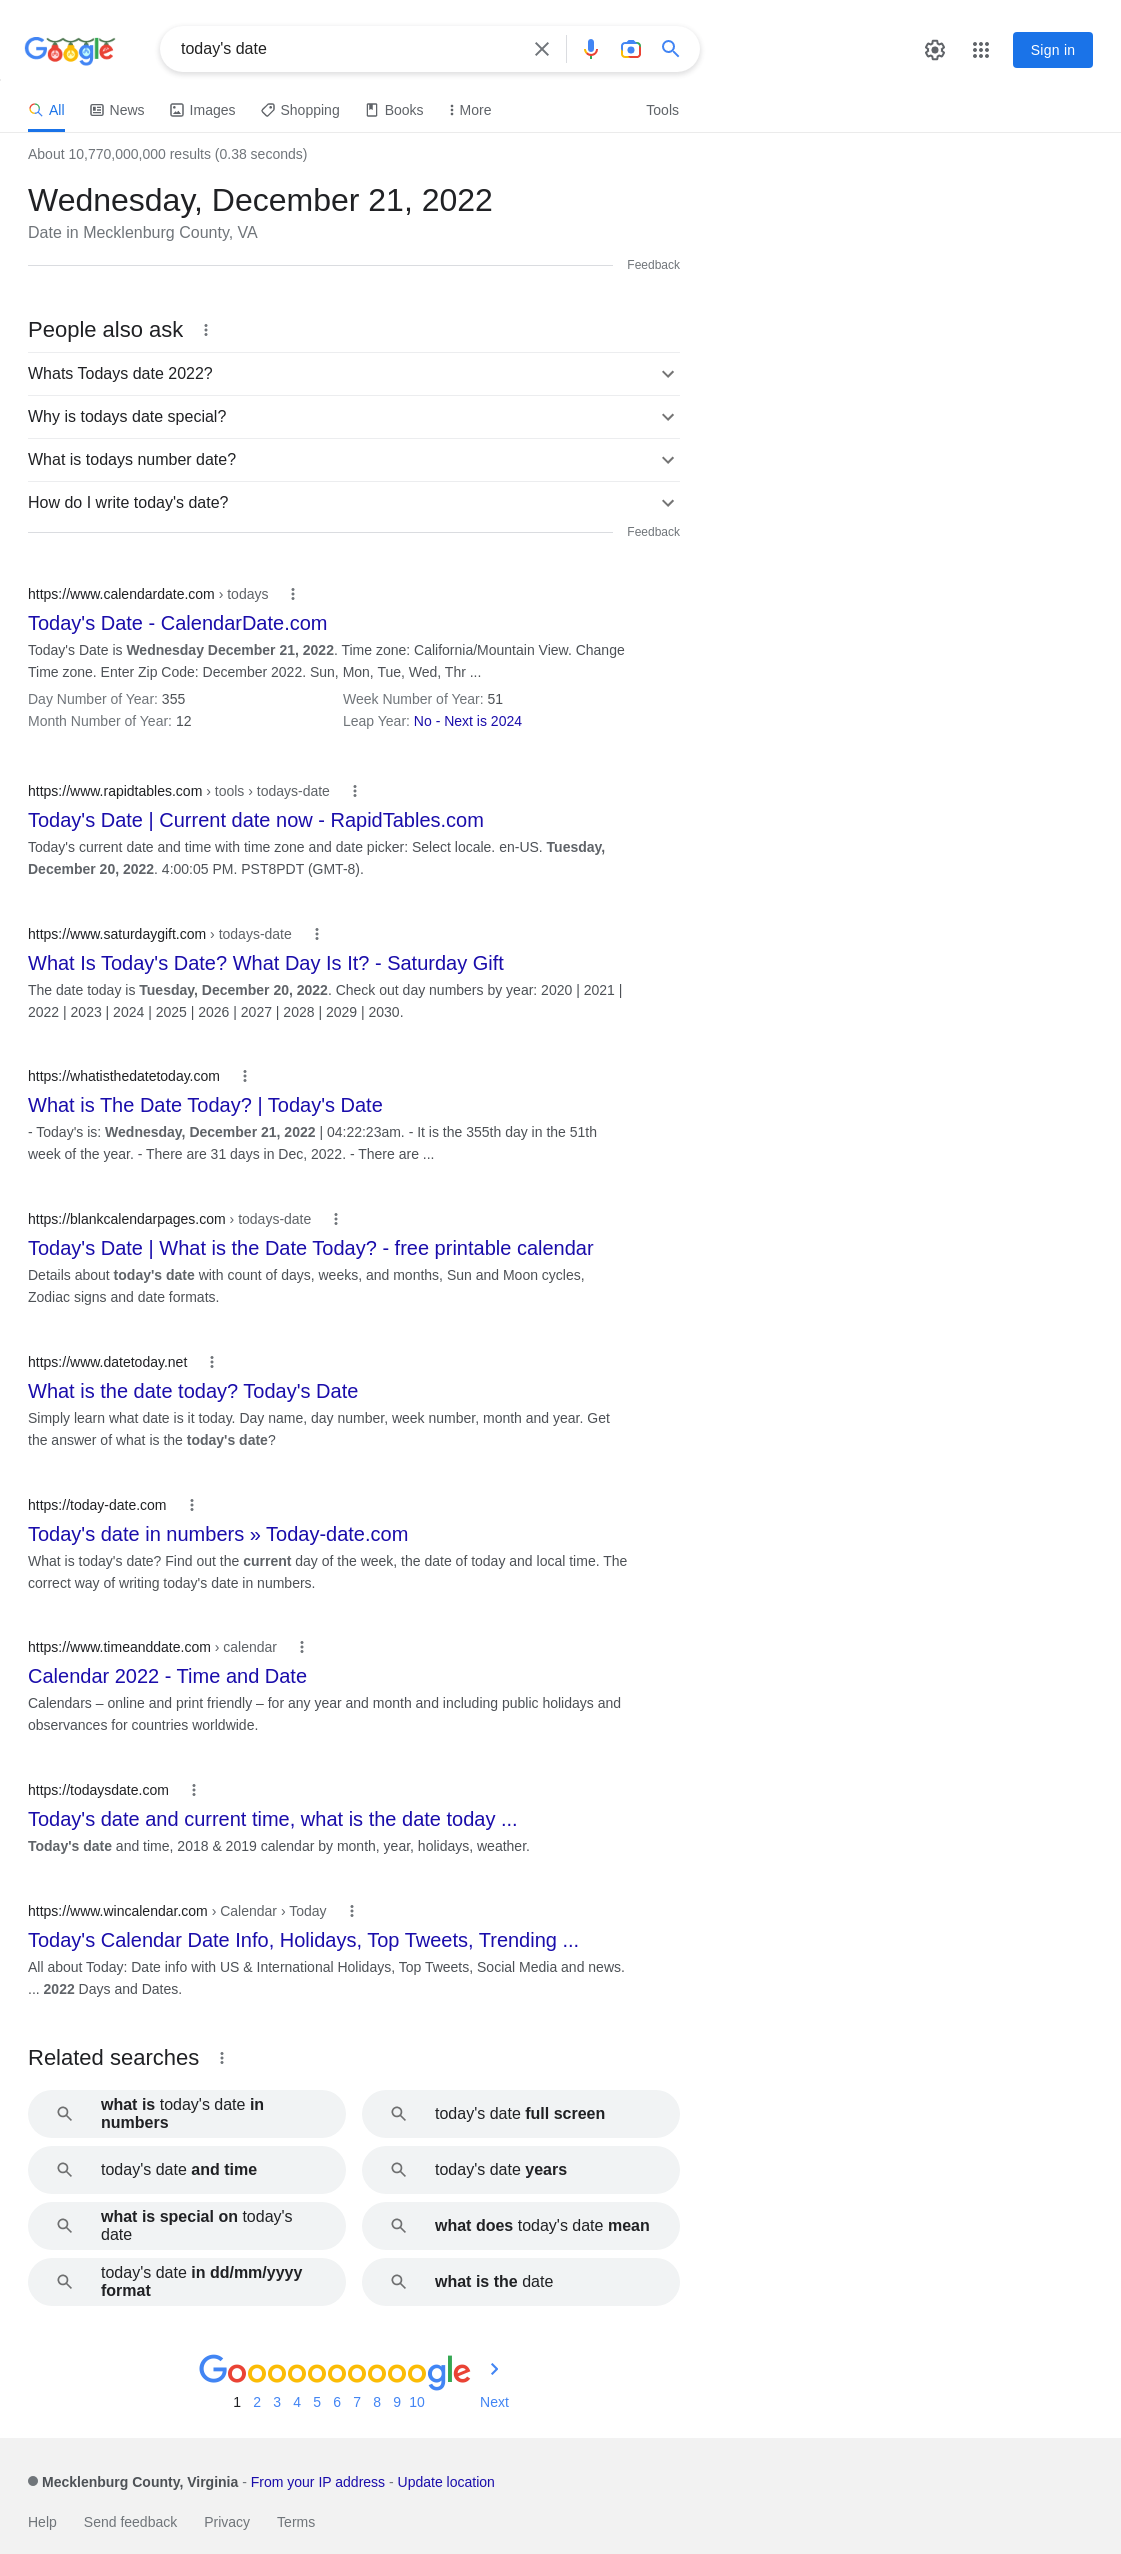 Google
today's date
Sign in
All News Images Shopping Books More Tools
About 10,770,000,000 results (0.38 seconds)
Wednesday, December 21, 2022
Date in Mecklenburg County, VA
Feedback
People also ask
Whats Todays date 2022?
Why is todays date special?
What is todays number date?
How do I write today's date?
Feedback
https://www.calendardate.com › todays
Today's Date - CalendarDate.com
Today's Date is Wednesday December 21, 2022. Time zone: California/Mountain View. Change
Time zone. Enter Zip Code: December 2022. Sun, Mon, Tue, Wed, Thr ...
Day Number of Year: 355 Week Number of Year: 51
Month Number of Year: 12 Leap Year: No - Next is 2024
https://www.rapidtables.com › tools › todays-date
Today's Date | Current date now - RapidTables.com
Today's current date and time with time zone and date picker: Select locale. en-US. Tuesday,
December 20, 2022. 4:00:05 PM. PST8PDT (GMT-8).
https://www.saturdaygift.com › todays-date
What Is Today's Date? What Day Is It? - Saturday Gift
The date today is Tuesday, December 20, 2022. Check out day numbers by year: 2020 | 2021 |
2022 | 2023 | 2024 | 2025 | 2026 | 2027 | 2028 | 2029 | 2030.
https://whatisthedatetoday.com
What is The Date Today? | Today's Date
- Today's is: Wednesday, December 21, 2022 | 04:22:23am. - It is the 355th day in the 51th
week of the year. - There are 31 days in Dec, 2022. - There are ...
https://blankcalendarpages.com › todays-date
Today's Date | What is the Date Today? - free printable calendar
Details about today's date with count of days, weeks, and months, Sun and Moon cycles,
Zodiac signs and date formats.
https://www.datetoday.net
What is the date today? Today's Date
Simply learn what date is it today. Day name, day number, week number, month and year. Get
the answer of what is the today's date?
https://today-date.com
Today's date in numbers » Today-date.com
What is today's date? Find out the current day of the week, the date of today and local time. The
correct way of writing today's date in numbers.
https://www.timeanddate.com › calendar
Calendar 2022 - Time and Date
Calendars – online and print friendly – for any year and month and including public holidays and
observances for countries worldwide.
https://todaysdate.com
Today's date and current time, what is the date today ...
Today's date and time, 2018 & 2019 calendar by month, year, holidays, weather.
https://www.wincalendar.com › Calendar › Today
Today's Calendar Date Info, Holidays, Top Tweets, Trending ...
All about Today: Date info with US & International Holidays, Top Tweets, Social Media and news.
... 2022 Days and Dates.
Related searches
what is today's date in
numbers
today's date full screen
today's date and time
today's date years
what is special on today's
date
what does today's date mean
today's date in dd/mm/yyyy
format
what is the date
Goooooooooogle
1 2 3 4 5 6 7 8 9 10 Next
Mecklenburg County, Virginia - From your IP address - Update location
Help Send feedback Privacy Terms